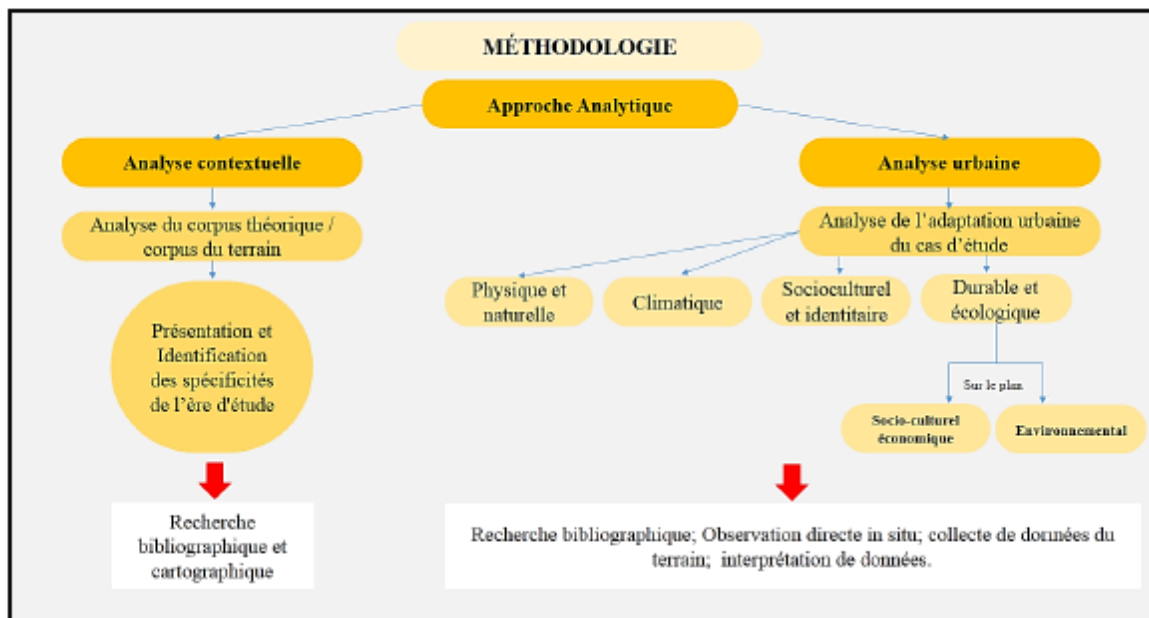 MÉTHODOLOGIE
Approche Analytique
Analyse contextuelle
Analyse urbaine
Analyse du corpus théorique /
corpus du terrain
Analyse de l’adaptation urbaine
du cas d’étude
Physique et
naturelle
Climatique
Socioculturel
et identitaire
Durable et
écologique
Présentation et
Identification
des spécificités
de l’ère d'étude
Sur le plan
Socio-culturel
économique
Environnemental
Recherche
bibliographique et
cartographique
Recherche bibliographique; Observation directe in situ; collecte de données du
terrain; interprétation de données.